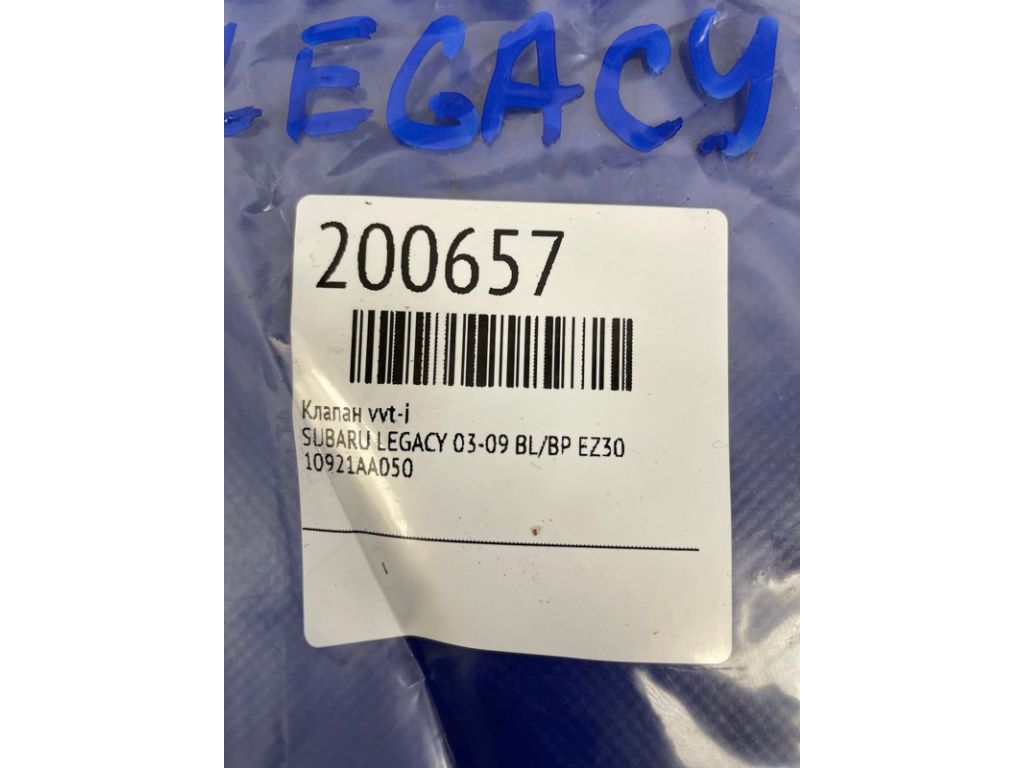 LEGACY
200657
Клапан vvt-i
SUBARU LEGACY 03-09 BL/BP EZ30
10921AA050